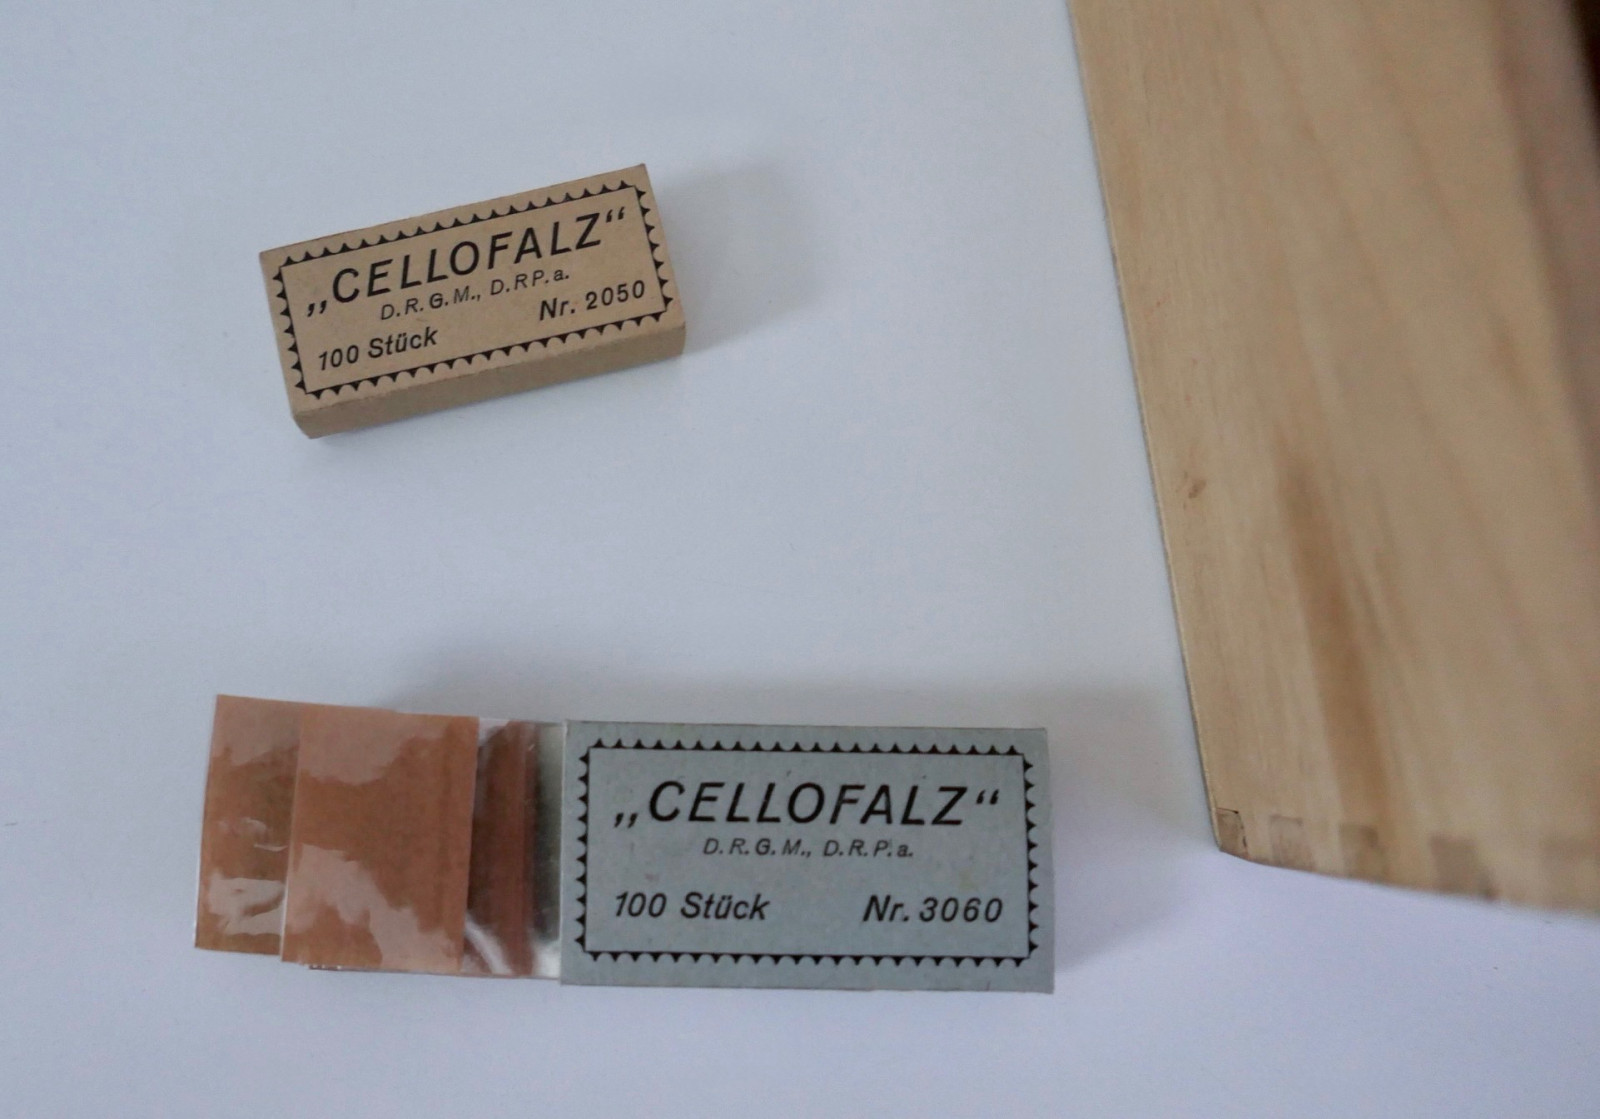 „CELLOFALZ“
D.R.G.M., D.R.P.a.
Nr. 2050
100 Stück
„CELLOFALZ“
D.R.G.M., D.R.P.a.
100 Stück Nr. 3060